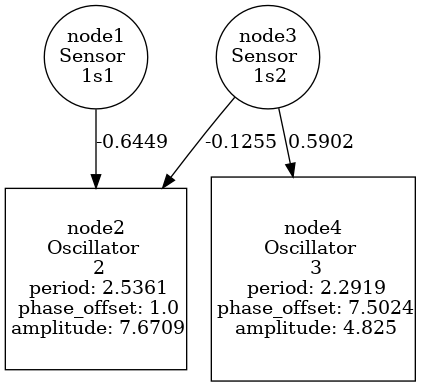 node1
Sensor
1s1
node3
Sensor
1s2
-0.6449
-0.1255
0.5902
node2
Oscillator
2
period: 2.5361
phase_offset: 1.0
amplitude: 7.6709
node4
Oscillator
3
period: 2.2919
phase_offset: 7.5024
amplitude: 4.825